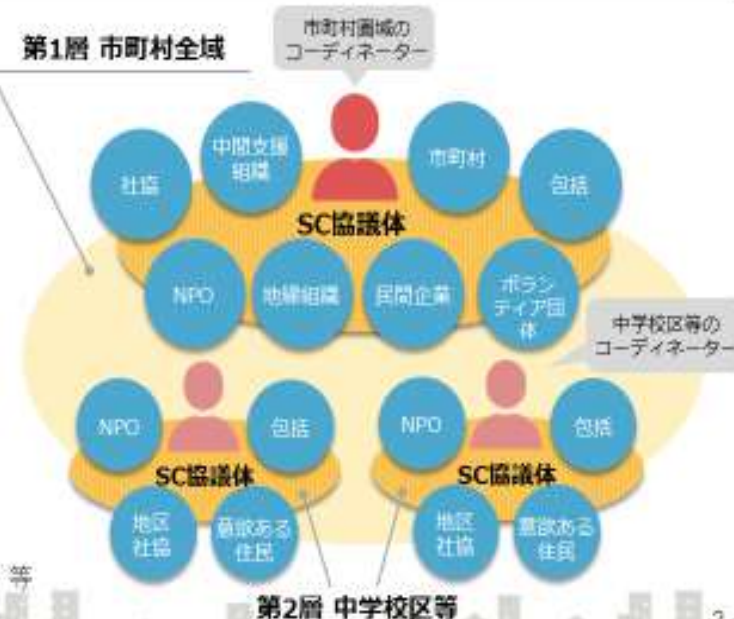 第1層 市町村全域
市町村圏域の
コーディネーター
社協
中間支援
組織
市町村
包括
SC協議体
NPO
地縁組織
民間企業
ボラン
ティア団
体
中学校区等の
コーディネーター
NPO
包括
SC協議体
地区
社協
意欲ある
住民
NPO
包括
SC協議体
地区
社協
意欲ある
住民
等
第2層 中学校区等